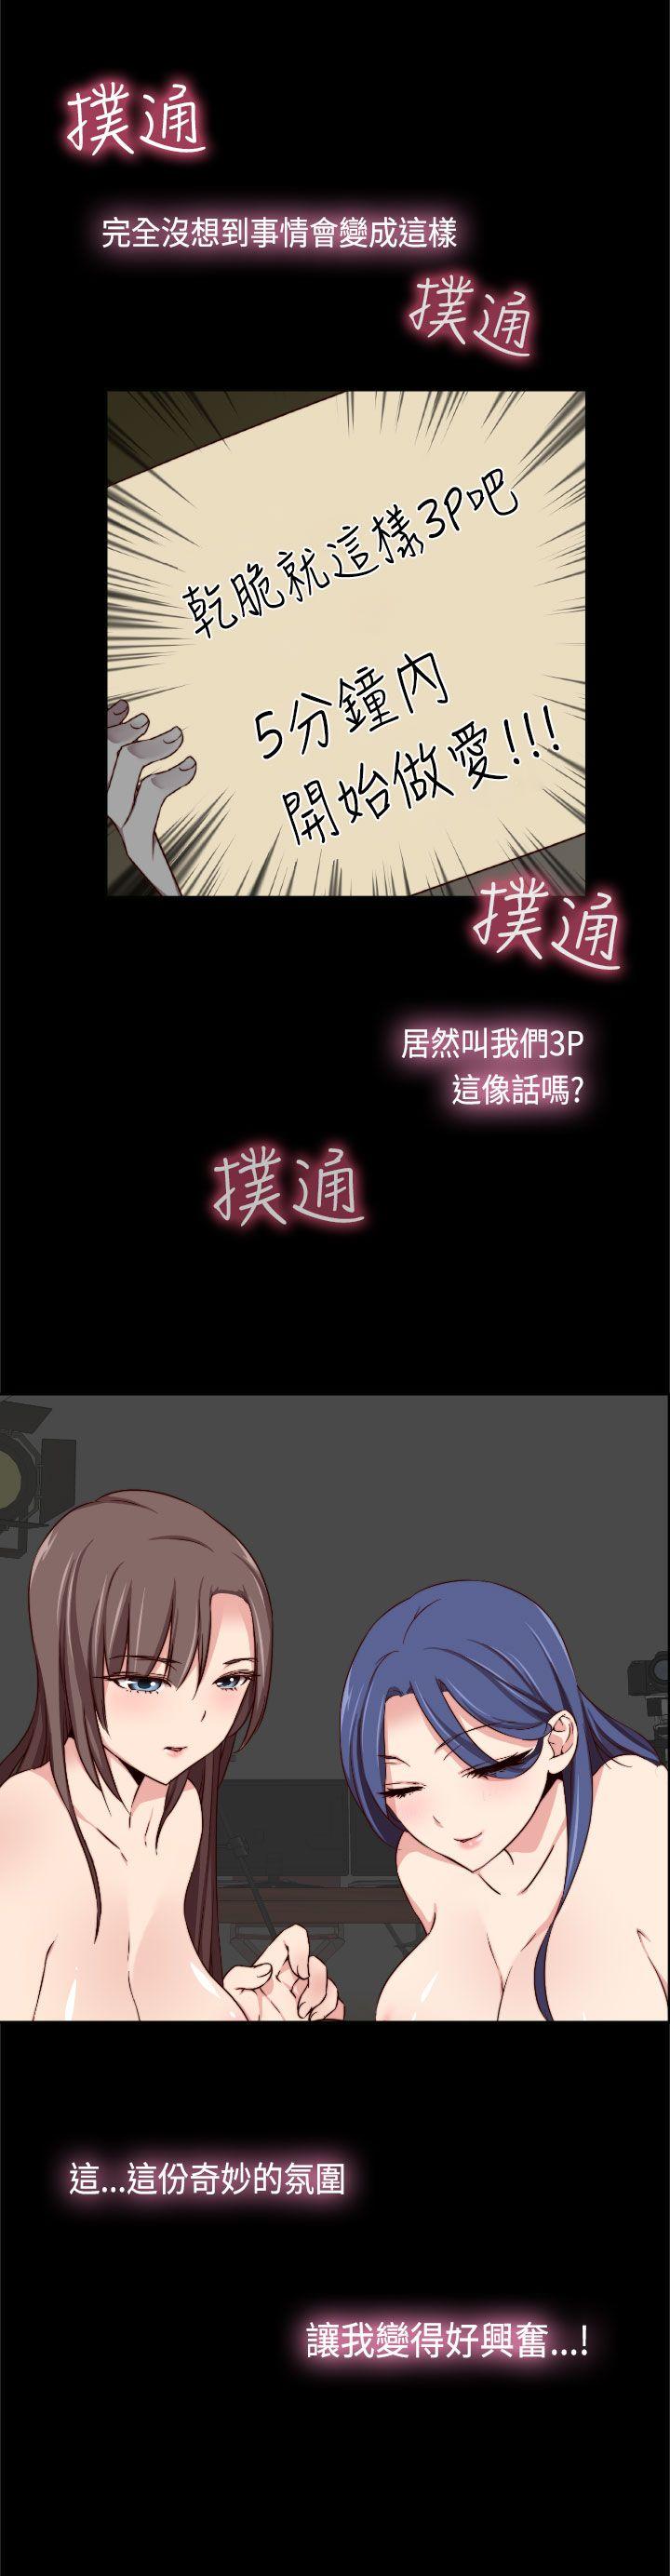 撲通
完全沒想到事情會變成這樣
撲通
乾脆就這樣3P吧
5分鐘內
開始做愛!!!
撲通
居然叫我們3P
這像話嗎?
撲通
這...這份奇妙的氛圍
讓我變得好興奮...!